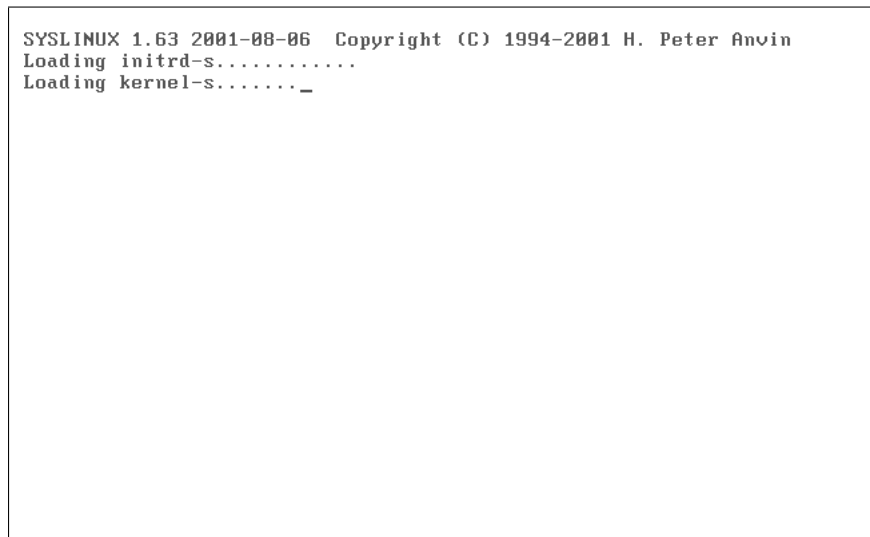 SYSLINUX 1.63 2001-08-06  Copyright (C) 1994-2001 H. Peter Anvin
Loading initrd-s............
Loading kernel-s......._